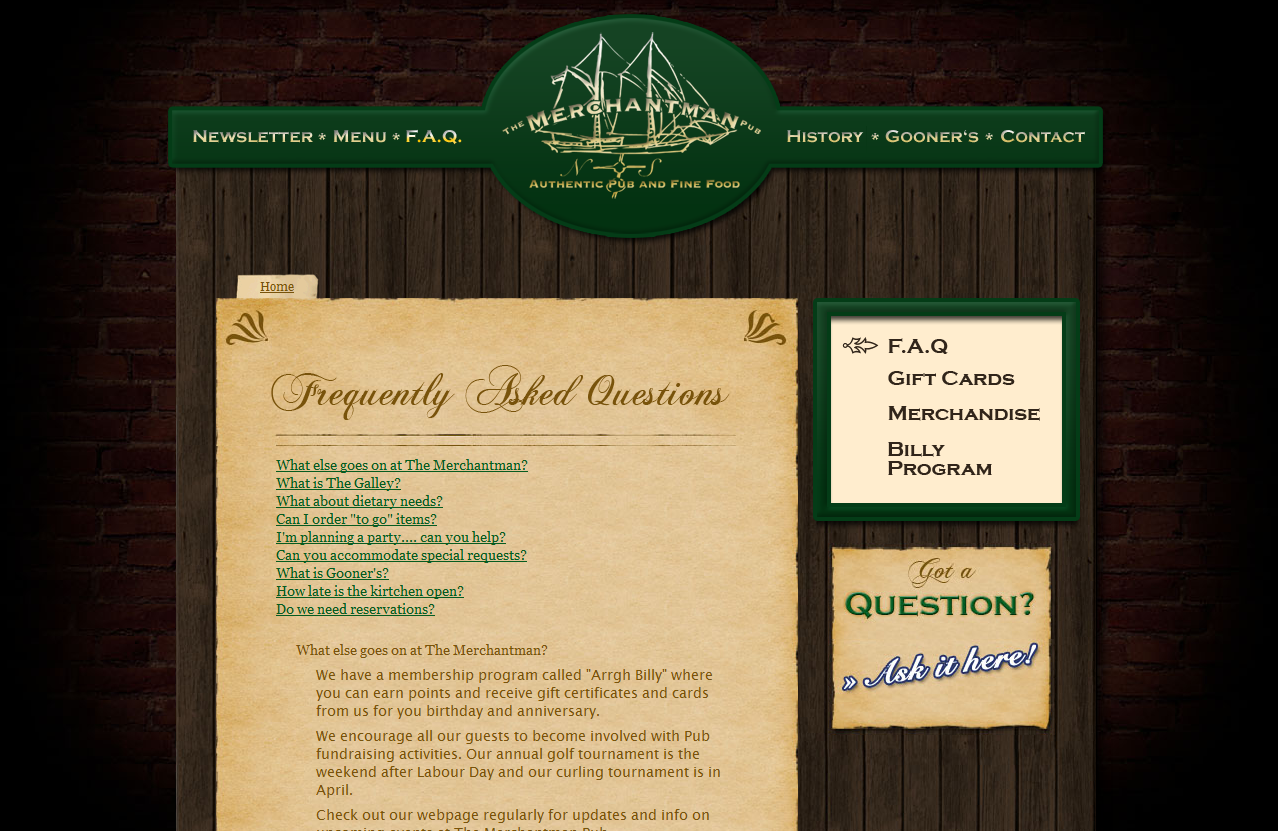 The Merchantman Pub
N S
Authentic Pub and Fine Food
Newsletter * Menu * F.A.Q.
History * Gooner's * Contact
Home
Frequently Asked Questions
What else goes on at The Merchantman?
What is The Galley?
What about dietary needs?
Can I order "to go" items?
I'm planning a party.... can you help?
Can you accommodate special requests?
What is Gooner's?
How late is the kirtchen open?
Do we need reservations?
What else goes on at The Merchantman?
We have a membership program called "Arrgh Billy" where
you can earn points and receive gift certificates and cards
from us for you birthday and anniversary.
We encourage all our guests to become involved with Pub
fundraising activities. Our annual golf tournament is the
weekend after Labour Day and our curling tournament is in
April.
Check out our webpage regularly for updates and info on
upcoming events at The Merchantman Pub.
F.A.Q
Gift Cards
Merchandise
Billy
Program
Got a
Question?
» Ask it here!